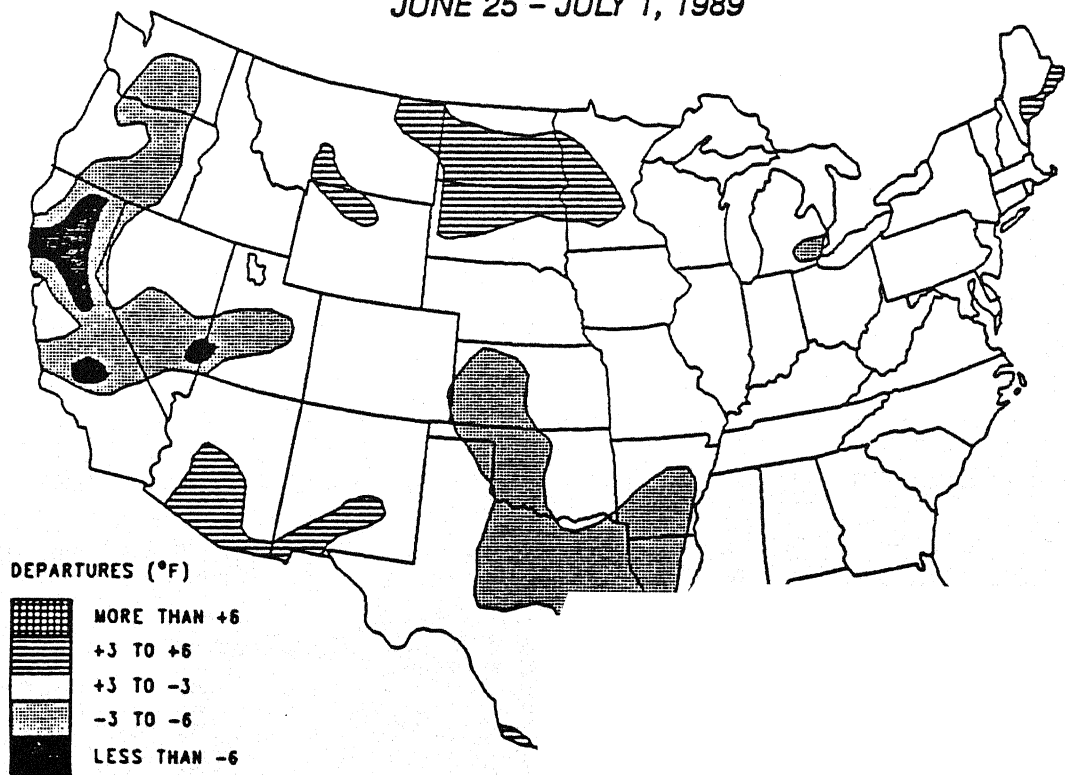 JUNE 25 – JULY 1, 1989
DEPARTURES (°F)
MORE THAN +6
+3 TO +6
+3 TO -3
-3 TO -6
LESS THAN -6